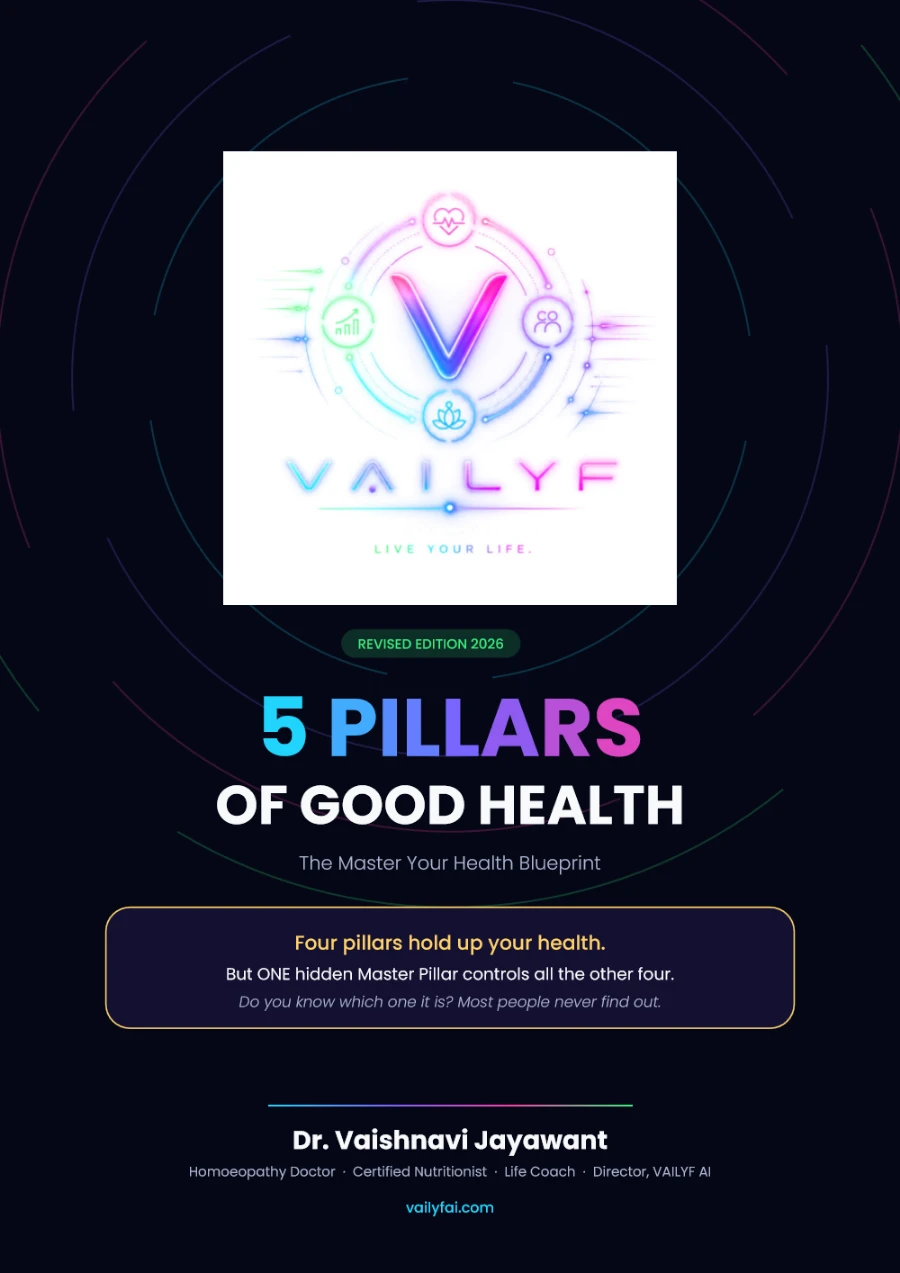 VAILYF
LIVE YOUR LIFE.
REVISED EDITION 2026
5 PILLARS
OF GOOD HEALTH
The Master Your Health Blueprint
Four pillars hold up your health.
But ONE hidden Master Pillar controls all the other four.
Do you know which one it is? Most people never find out.
Dr. Vaishnavi Jayawant
Homoeopathy Doctor · Certified Nutritionist · Life Coach · Director, VAILYF AI
vailyfai.com